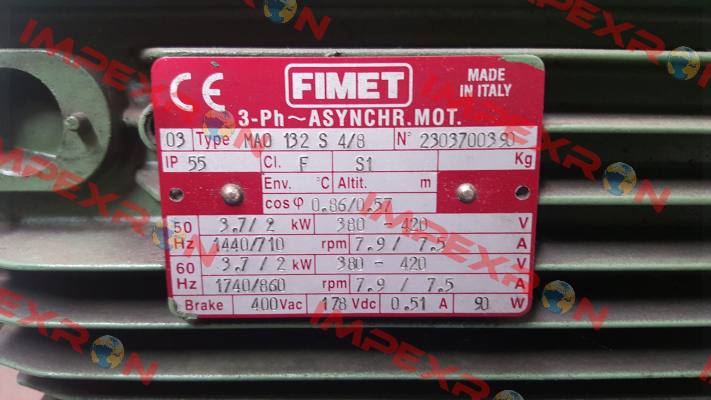 CE FIMET MADE IN ITALY
3-Ph~ASYNCHR.MOT.
03 Type MAO 132 S 4/8 N° 2303700390
IP 55 Cl. F S1 Kg
Env. °C Altit. m
cosφ 0.86/0.57
50 Hz 3.7/2 kW 380 - 420 V
1440/710 rpm 7.9 / 7.5 A
60 Hz 3.7 / 2 kW 380 - 420 V
1740/860 rpm 7.9 / 7.5 A
Brake 400Vac 178 Vdc 0.51 A 90 W
IMPEXRON
IMPEXRON
IMPEXRON
IMPEXRON